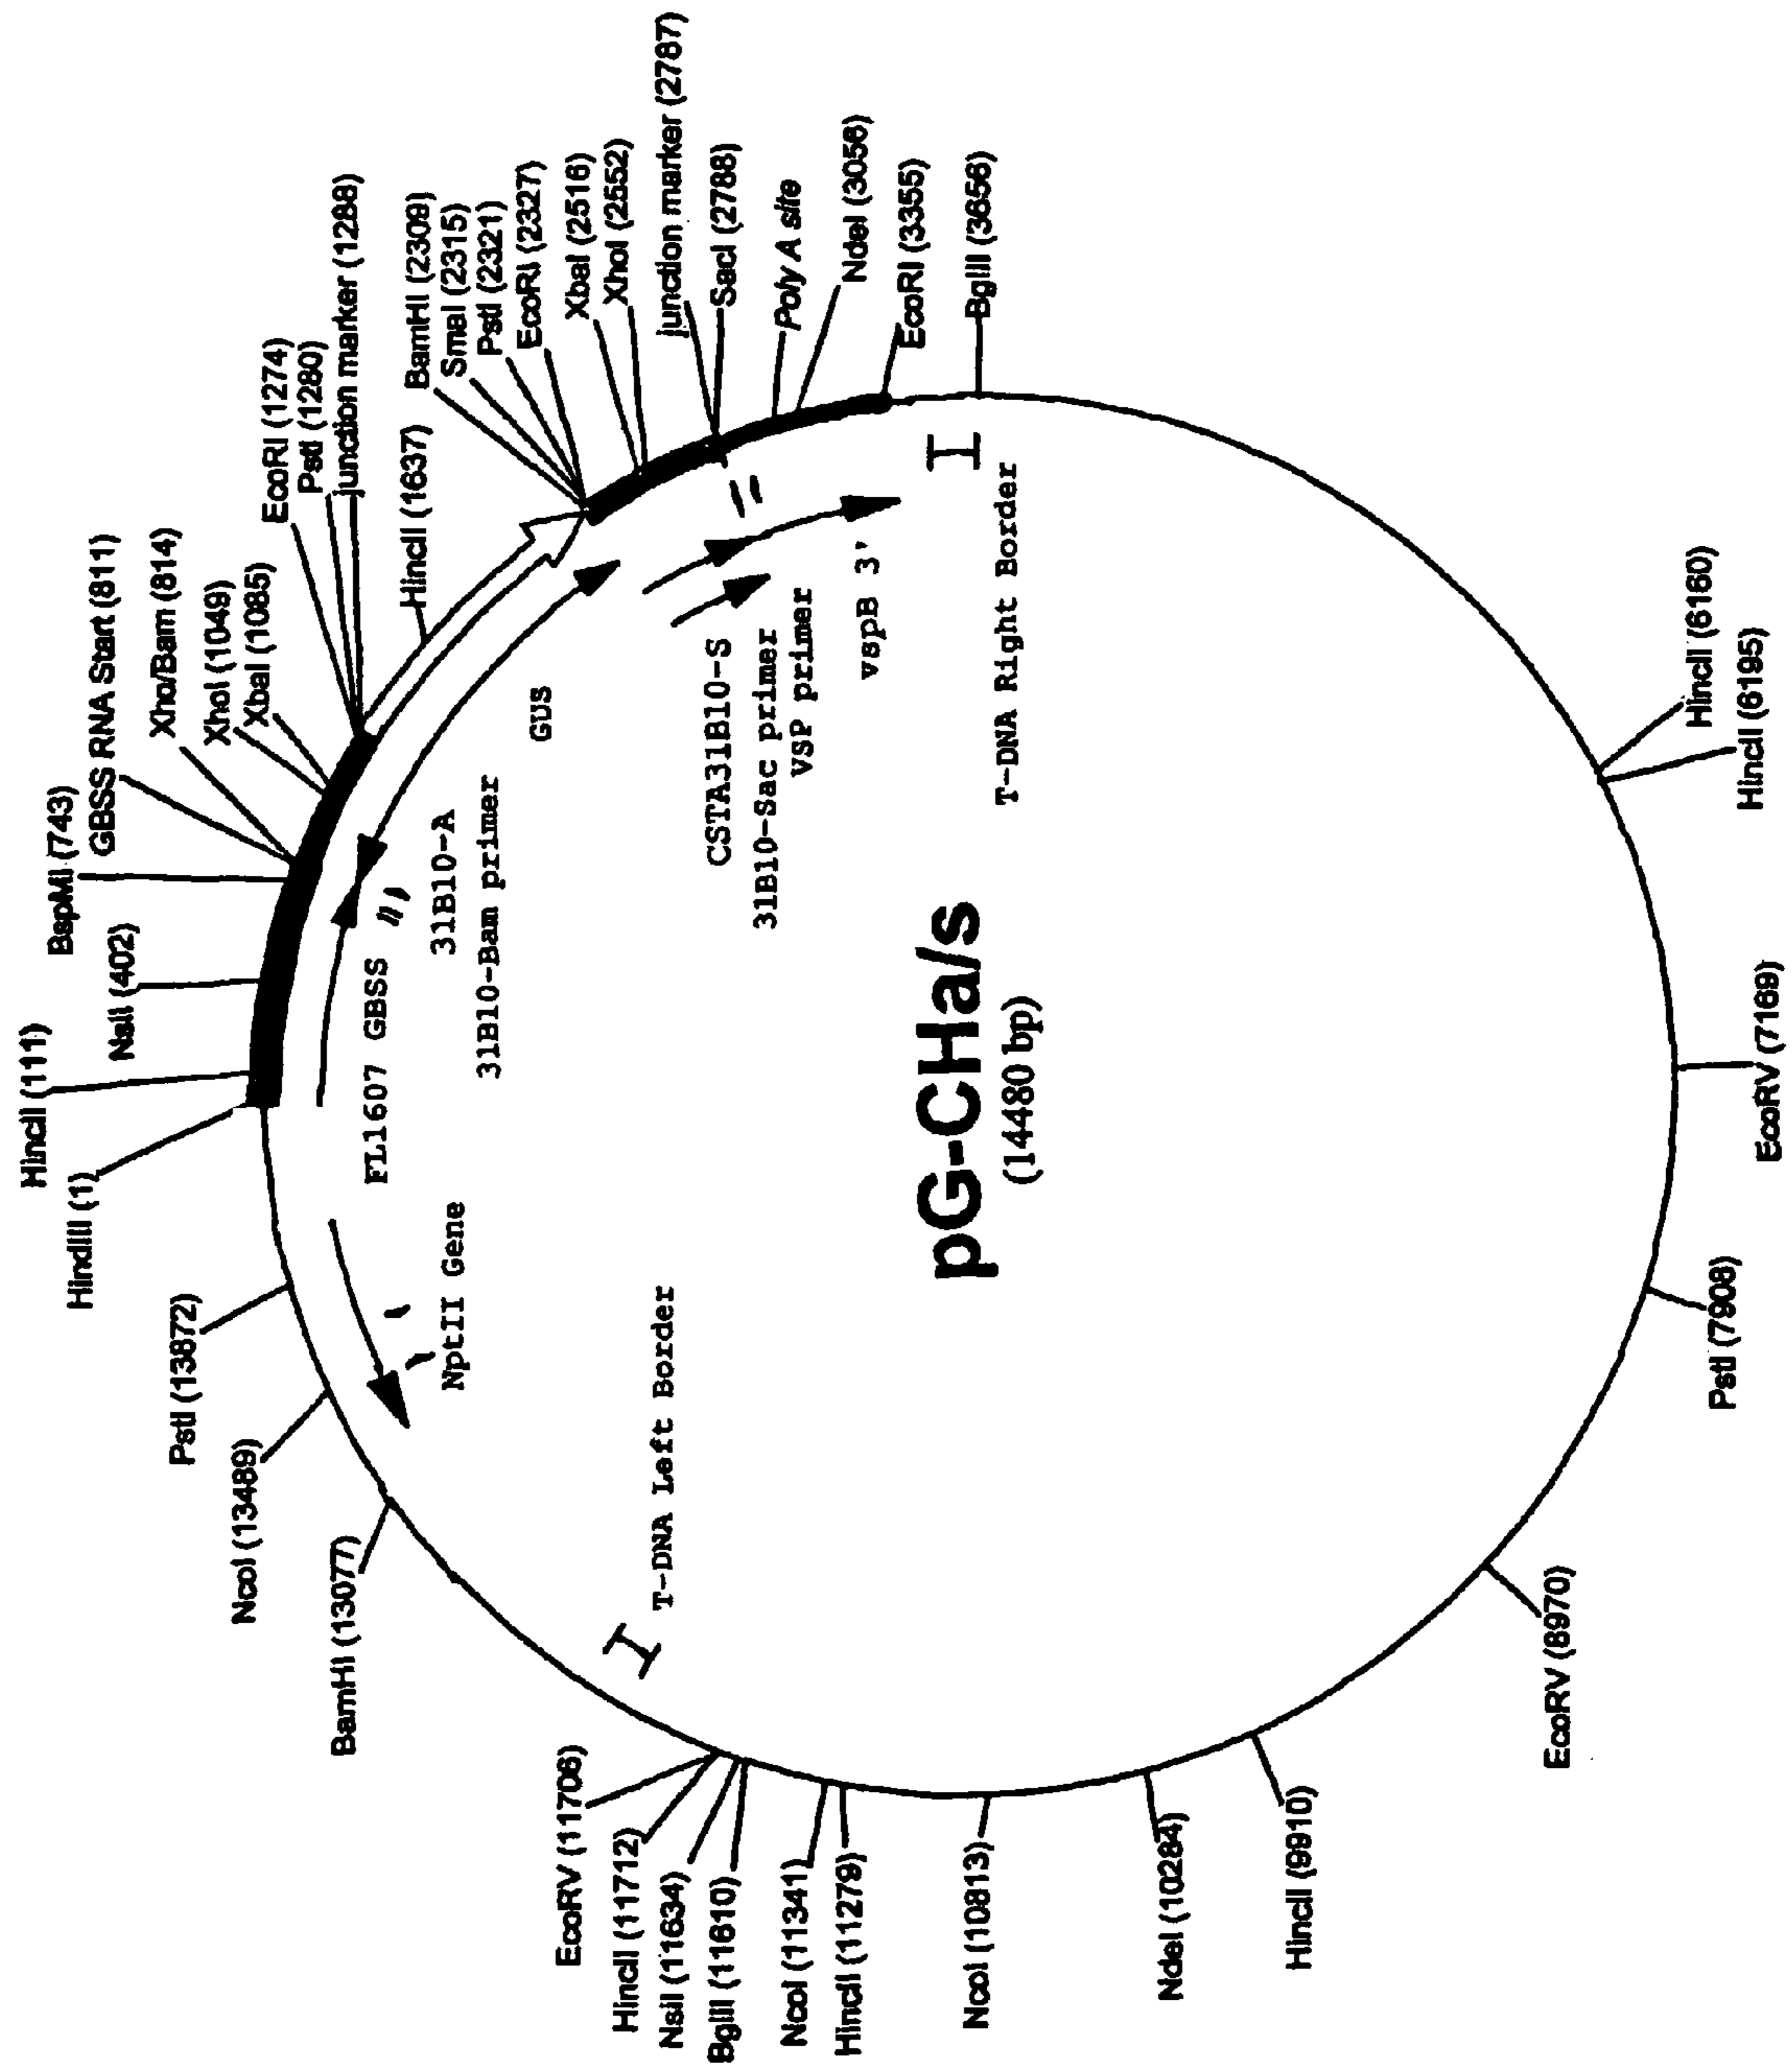 HindIII (1)
HincII (111)
NsiI (402)
BspMI (743)
GBSS RNA Start (811)
Xho/Bam (814)
XhoI (1049)
XbaI (1085)
EcoRI (1274)
PstI (1280)
junction marker (1288)
HincII (1637)
BamHI (2309)
SmaI (2315)
PstI (2321)
EcoRI (2327)
XbaI (2516)
XhoI (2552)
junction marker (2787)
SacI (2788)
Poly A site
NdeI (3056)
EcoRI (3355)
BglII (3656)
HincII (6160)
HincII (6195)
EcoRV (7169)
PstI (7908)
EcoRV (8970)
HincII (9910)
NdeI (10284)
NcoI (10813)
HincII (11279)
NcoI (11341)
BglII (11610)
NsiI (11634)
HincII (11712)
EcoRV (11706)
BamHI (13077)
NcoI (13489)
PstI (13872)
FL1607 GBSS
31B10-A
31B10-Bam primer
GUS
CSTA31B10-S
31B10-Sac primer
VSP primer
vspB 3'
T-DNA Right Border
NptII Gene
T-DNA Left Border
pG-CHa/s
(14480 bp)